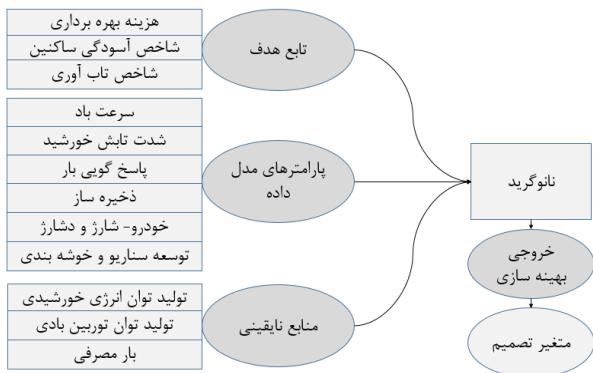 هزینه بهره برداری
شاخص آسودگی ساکنین
شاخص تاب آوری
تابع هدف
سرعت باد
شدت تابش خورشید
پاسخ گویی بار
ذخیره ساز
خودرو- شارژ و دشارژ
توسعه سناریو و خوشه بندی
پارامترهای مدل
داده
تولید توان انرژی خورشیدی
تولید توان توربین بادی
بار مصرفی
منابع نایقینی
نانوگرید
خروجی
بهینه سازی
متغیر تصمیم